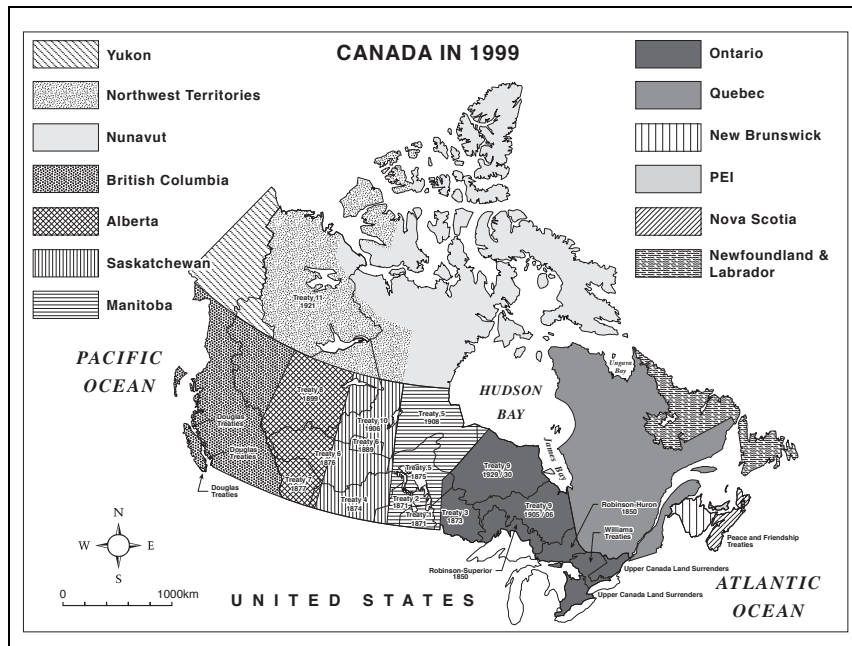 CANADA IN 1999
Yukon
Northwest Territories
Nunavut
British Columbia
Alberta
Saskatchewan
Manitoba
Ontario
Quebec
New Brunswick
PEI
Nova Scotia
Newfoundland &
Labrador
Treaty 11
1921
PACIFIC
OCEAN
HUDSON
BAY
Ungava
Bay
James Bay
Treaty 8
1899
Treaty 10
1906
Treaty 5
1908
Douglas
Treaties
Douglas
Treaties
Douglas
Treaties
Treaty 6
1876
Treaty 6
1889
Treaty 5
1875
Treaty 7
1877
Treaty 4
1874
Treaty 2
1871
Treaty 1
1871
Treaty 3
1873
Treaty 9
1929 / 30
Treaty 9
1905 / 06
Robinson-Huron
1850
Williams
Treaties
Peace and Friendship
Treaties
Robinson-Superior
1850
Upper Canada Land Surrenders
Upper Canada Land Surrenders
ATLANTIC
OCEAN
UNITED STATES
N
W
E
S
0
1000km